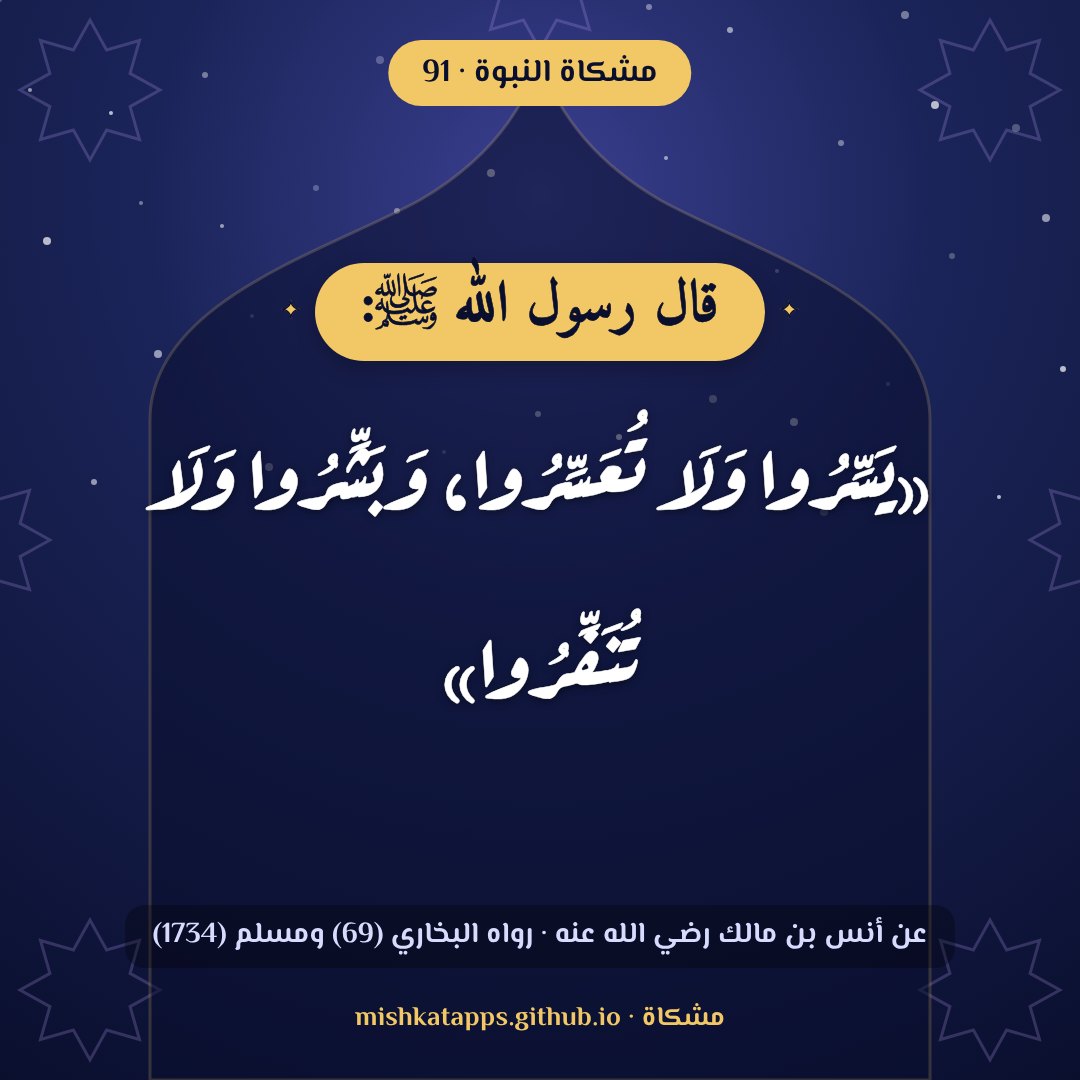 مشكاة النبوة · 91
قال رسول الله ﷺ:
«يَسِّرُوا وَلَا تُعَسِّرُوا، وَبَشِّرُوا وَلَا
تُنَفِّرُوا»
عن أنس بن مالك رضي الله عنه · رواه البخاري (69) ومسلم (1734)
مشكاة · mishkatapps.github.io